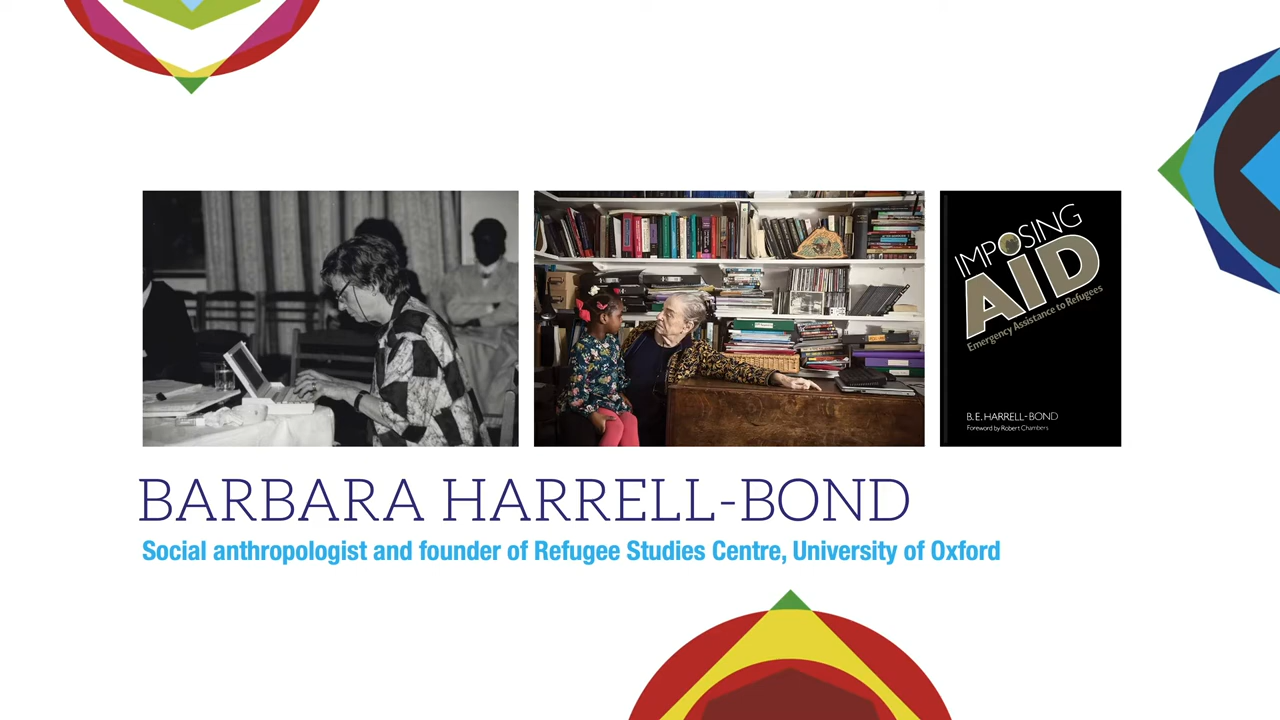 IMPOSING
AID
Emergency Assistance to Refugees
B.E. HARRELL-BOND
Foreword by Robert Chambers
BARBARA HARRELL-BOND
Social anthropologist and founder of Refugee Studies Centre, University of Oxford